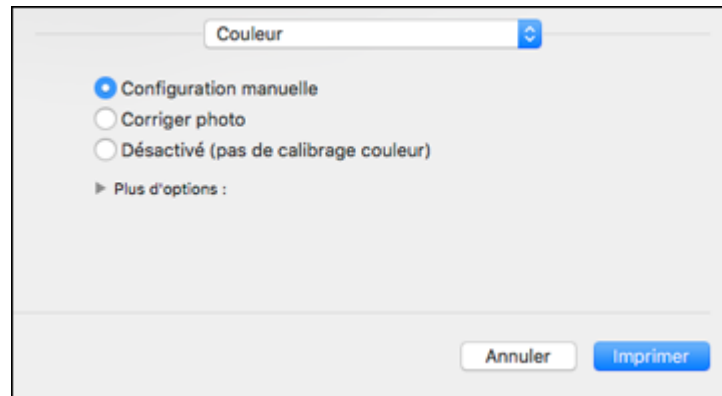 Couleur
Configuration manuelle
Corriger photo
Désactivé (pas de calibrage couleur)
Plus d'options :
Annuler Imprimer